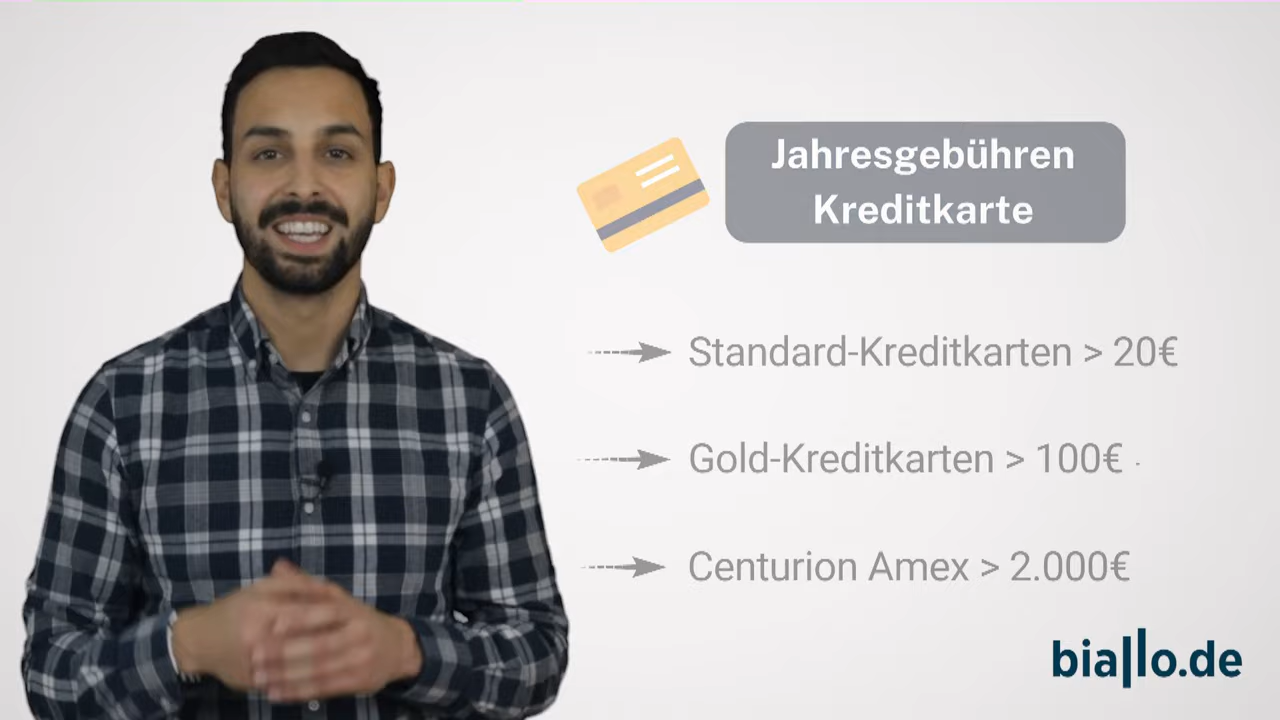 Jahresgebühren
Kreditkarte
Standard-Kreditkarten > 20€
Gold-Kreditkarten > 100€
Centurion Amex > 2.000€
biallo.de